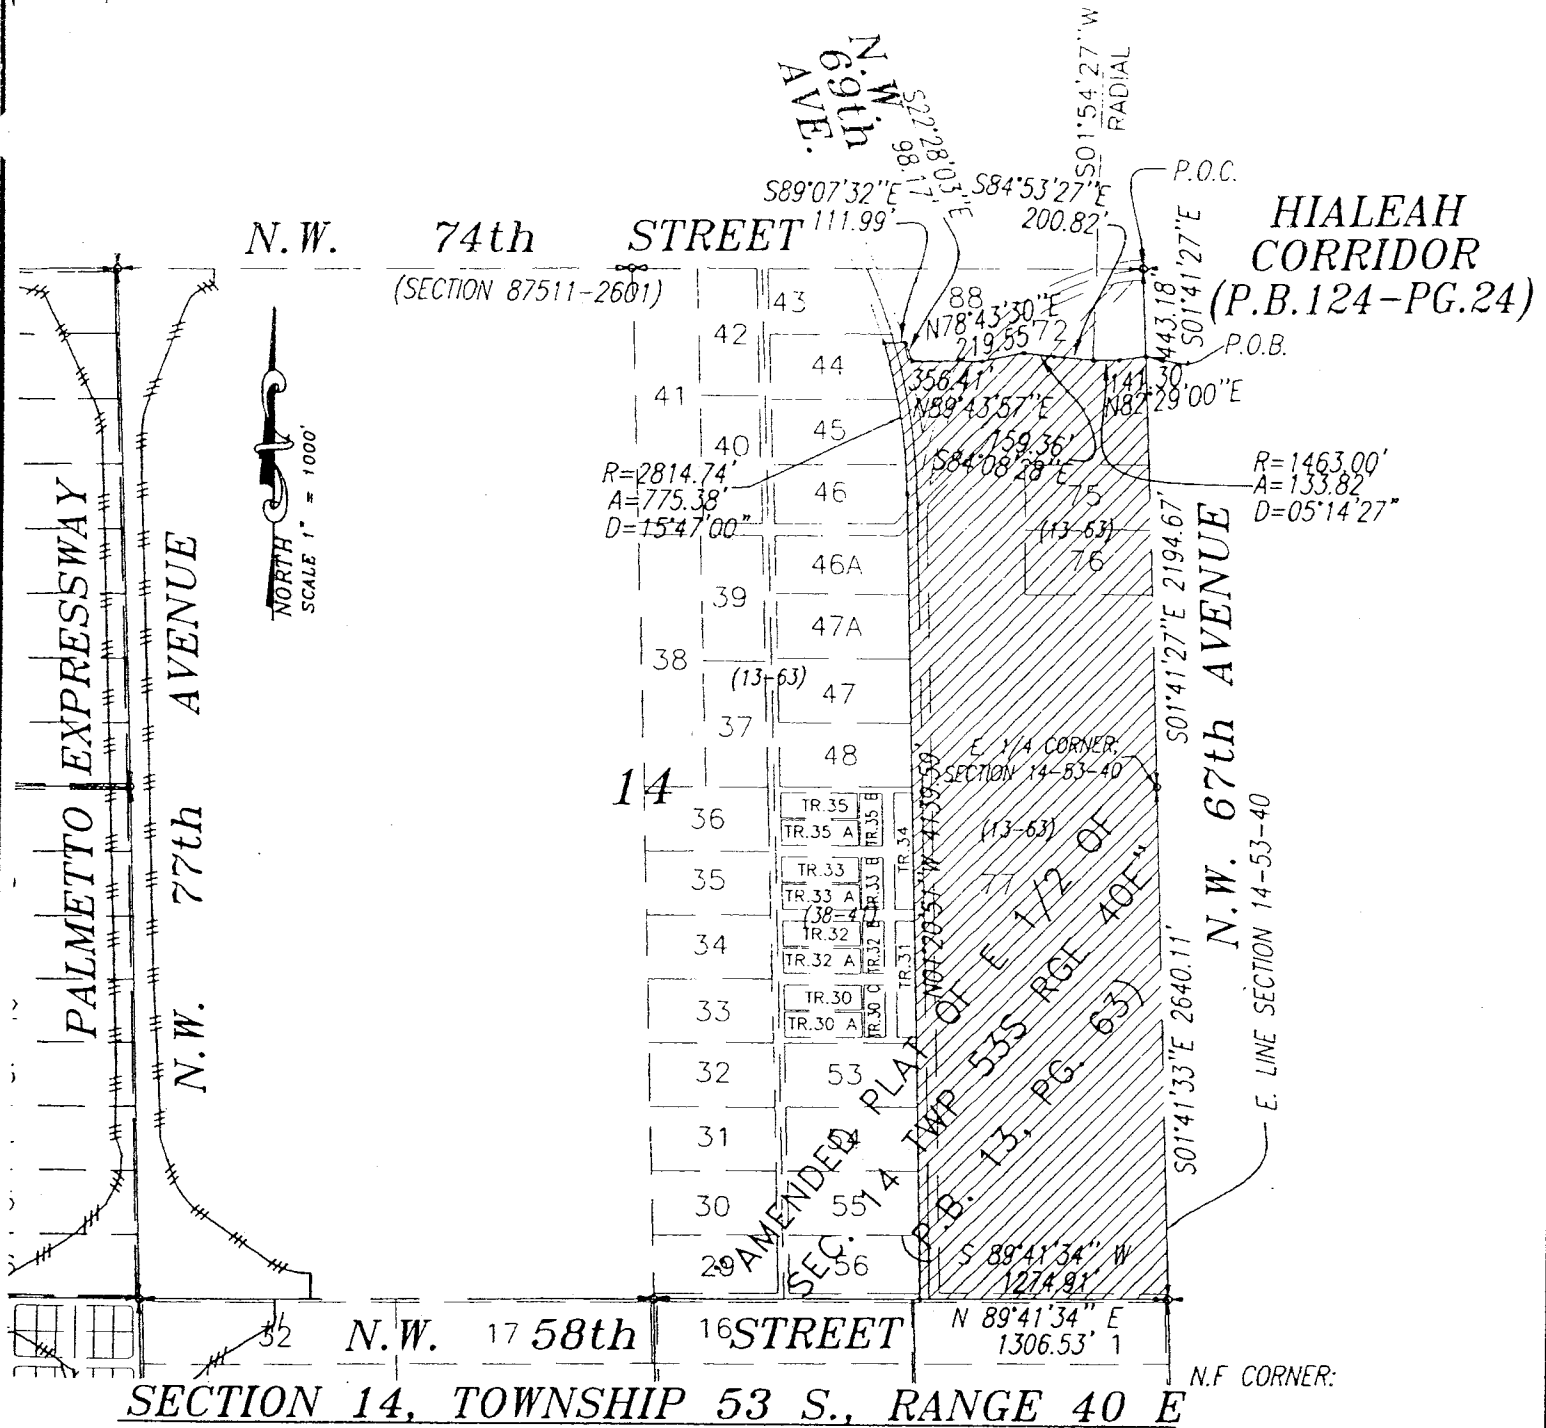 N.W.
69th
AVE.
S22°28'03"E
98.17'
S01°54'27"W
RADIAL
P.O.C.
S89°07'32"E
111.99'
S84°53'27"E
200.82'
HIALEAH
CORRIDOR
(P.B.124-PG.24)
N.W. 74th STREET
(SECTION 87511-2601)
443.18'
S01°41'27"E
P.O.B.
88
N78°43'30"E
219.55'
72
43
42
44
41
356.41'
N89°43'57"E
141.30'
N82°29'00"E
45
40
159.36'
S84°08'28"E
R=2814.74'
A=775.38'
D=15°47'00"
R=1463.00'
A=133.82'
D=05°14'27"
46
75
(13-63)
76
NORTH
SCALE 1" = 1000'
46A
39
47A
38
(13-63)
47
37
48
S01°41'27"E 2194.67'
N.W. 67th AVENUE
PALMETTO EXPRESSWAY
N.W. 77th AVENUE
E. 1/4 CORNER;
SECTION 14-53-40
14
36
TR.35
TR.35 A
TR.35 B
TR.34
(13-63)
77
N01°20'51"W 4139.59'
35
TR.33
TR.33 A
TR.33 B
(38-41)
34
TR.32
TR.32 A
TR.32 B
TR.31
33
TR.30
TR.30 A
TR.30 C
S01°41'33"E 2640.11'
E. LINE SECTION 14-53-40
32
53
31
54
30
55
29
56
"AMENDED PLAT OF E 1/2 OF
SEC. 14 TWP 53S RGE 40E"
(P.B. 13, PG. 63)
S 89°41'34" W
1274.91'
N 89°41'34" E
1306.53' 1
32
N.W. 17 58th 16 STREET
N.F CORNER:
SECTION 14, TOWNSHIP 53 S., RANGE 40 E